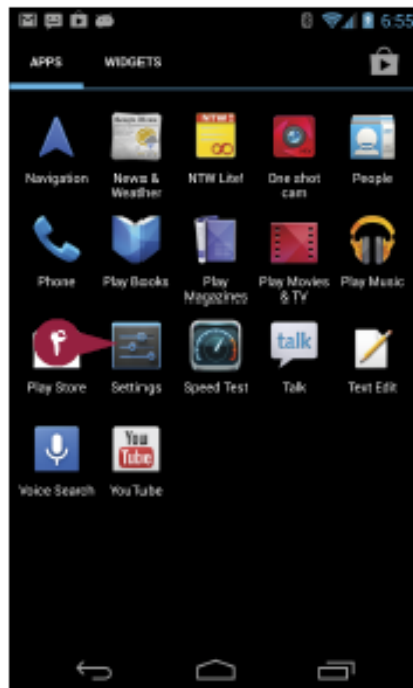 6:55
APPS WIDGETS
Navigation News & Weather NTW Lite! One shot cam People
Phone Play Books Play Magazines Play Movies & TV Play Music
talk
۴
Play Store Settings Speed Test Talk Text Edit
You Tube
Voice Search YouTube